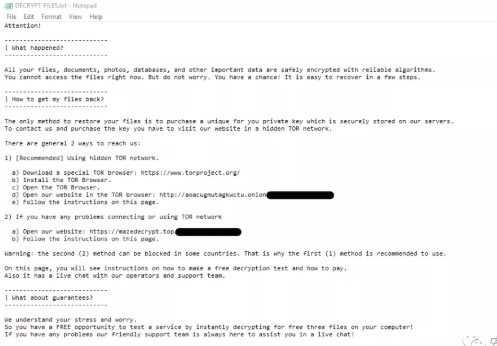 DECRYPT-FILES.txt - Notepad
File Edit Format View Help
Attention!
----------------------------
| What happened?
----------------------------
All your files, documents, photos, databases, and other important data are safely encrypted with reliable algorithms.
You cannot access the files right now. But do not worry. You have a chance! It is easy to recover in a few steps.
----------------------------
| How to get my files back?
----------------------------
The only method to restore your files is to purchase a unique for you private key which is securely stored on our servers.
To contact us and purchase the key you have to visit our website in a hidden TOR network.
There are general 2 ways to reach us:
1) [Recommended] Using hidden TOR network.
a) Download a special TOR browser: https://www.torproject.org/
b) Install the TOR Browser.
c) Open the TOR Browser.
d) Open our website in the TOR browser: http://aoacugmutagkwctu.onion
e) Follow the instructions on this page.
2) If you have any problems connecting or using TOR network
a) Open our website: https://mazedecrypt.top
b) Follow the instructions on this page.
Warning: the second (2) method can be blocked in some countries. That is why the first (1) method is recommended to use.
On this page, you will see instructions on how to make a free decryption test and how to pay.
Also it has a live chat with our operators and support team.
----------------------------
| What about guarantees?
----------------------------
We understand your stress and worry.
So you have a FREE opportunity to test a service by instantly decrypting for free three files on your computer!
If you have any problems our friendly support team is always here to assist you in a live chat!